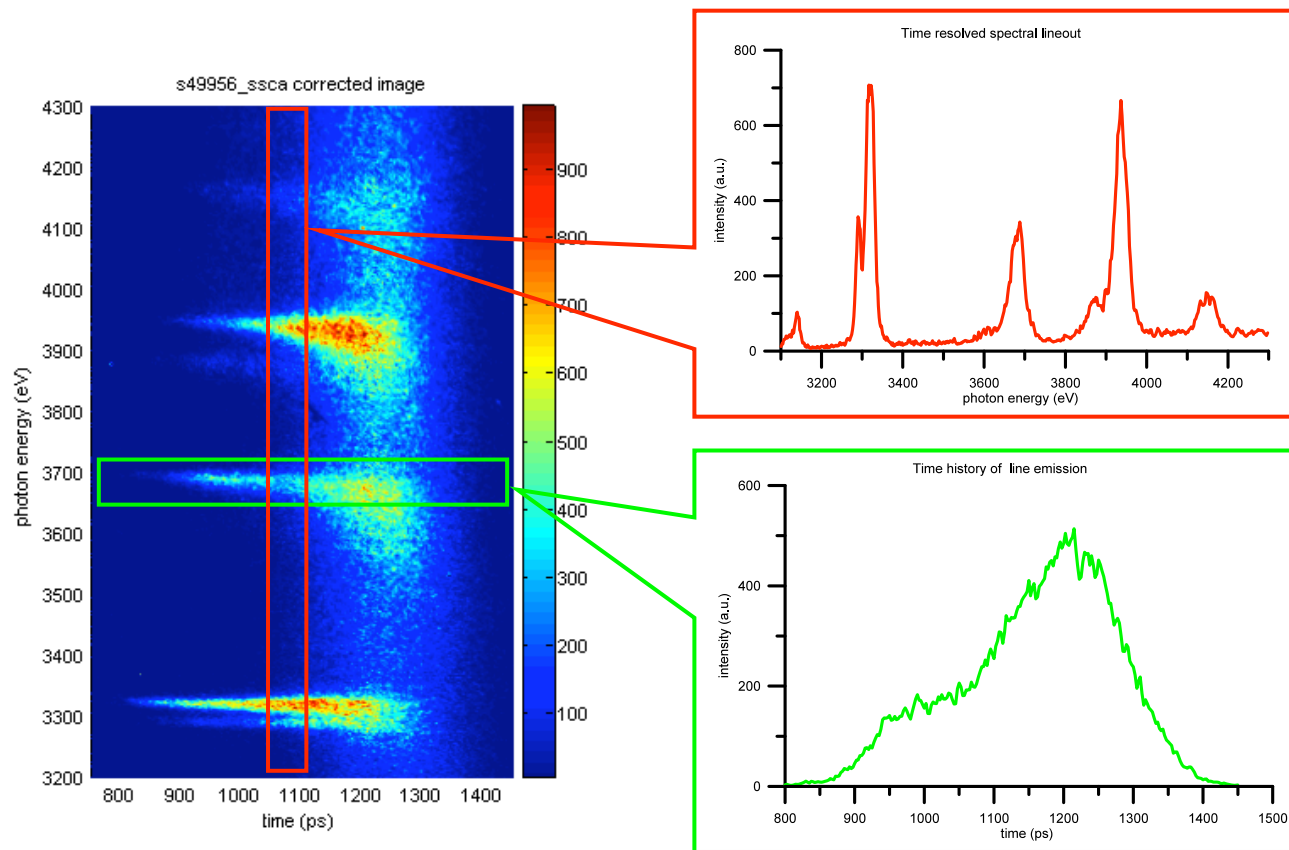 s49956_ssca corrected image
4300
4200
4100
4000
3900
3800
3700
3600
3500
3400
3300
3200
photon energy (eV)
800 900 1000 1100 1200 1300 1400
time (ps)
900
800
700
600
500
400
300
200
100
Time resolved spectral lineout
800
600
400
200
0
intensity (a.u.)
3200 3400 3600 3800 4000 4200
photon energy (eV)
Time history of line emission
600
400
200
0
intensity (a.u.)
800 900 1000 1100 1200 1300 1400 1500
time (ps)